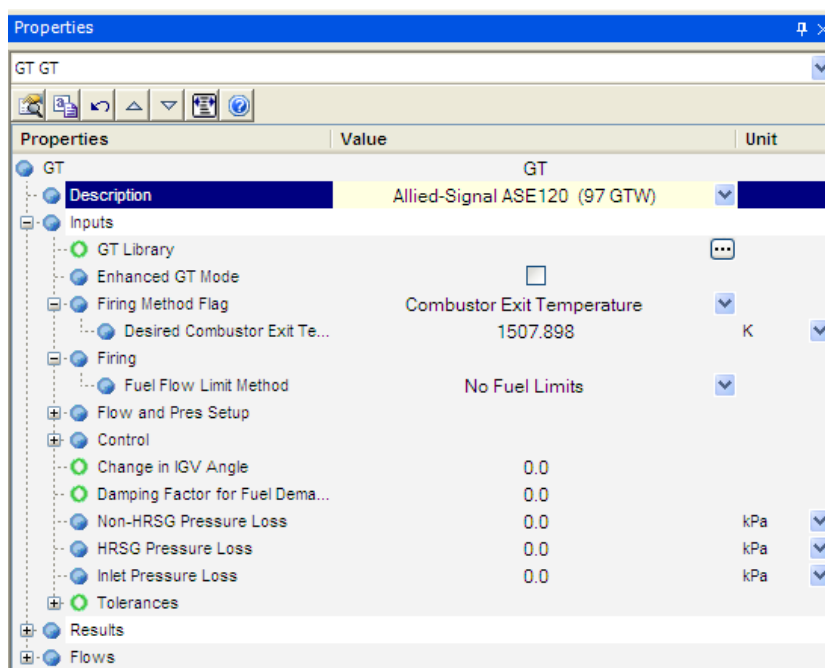 Properties
GT GT
Properties Value Unit
GT GT
Description Allied-Signal ASE120 (97 GTW)
Inputs
GT Library
Enhanced GT Mode
Firing Method Flag Combustor Exit Temperature
Desired Combustor Exit Te... 1507.898 K
Firing
Fuel Flow Limit Method No Fuel Limits
Flow and Pres Setup
Control
Change in IGV Angle 0.0
Damping Factor for Fuel Dema... 0.0
Non-HRSG Pressure Loss 0.0 kPa
HRSG Pressure Loss 0.0 kPa
Inlet Pressure Loss 0.0 kPa
Tolerances
Results
Flows